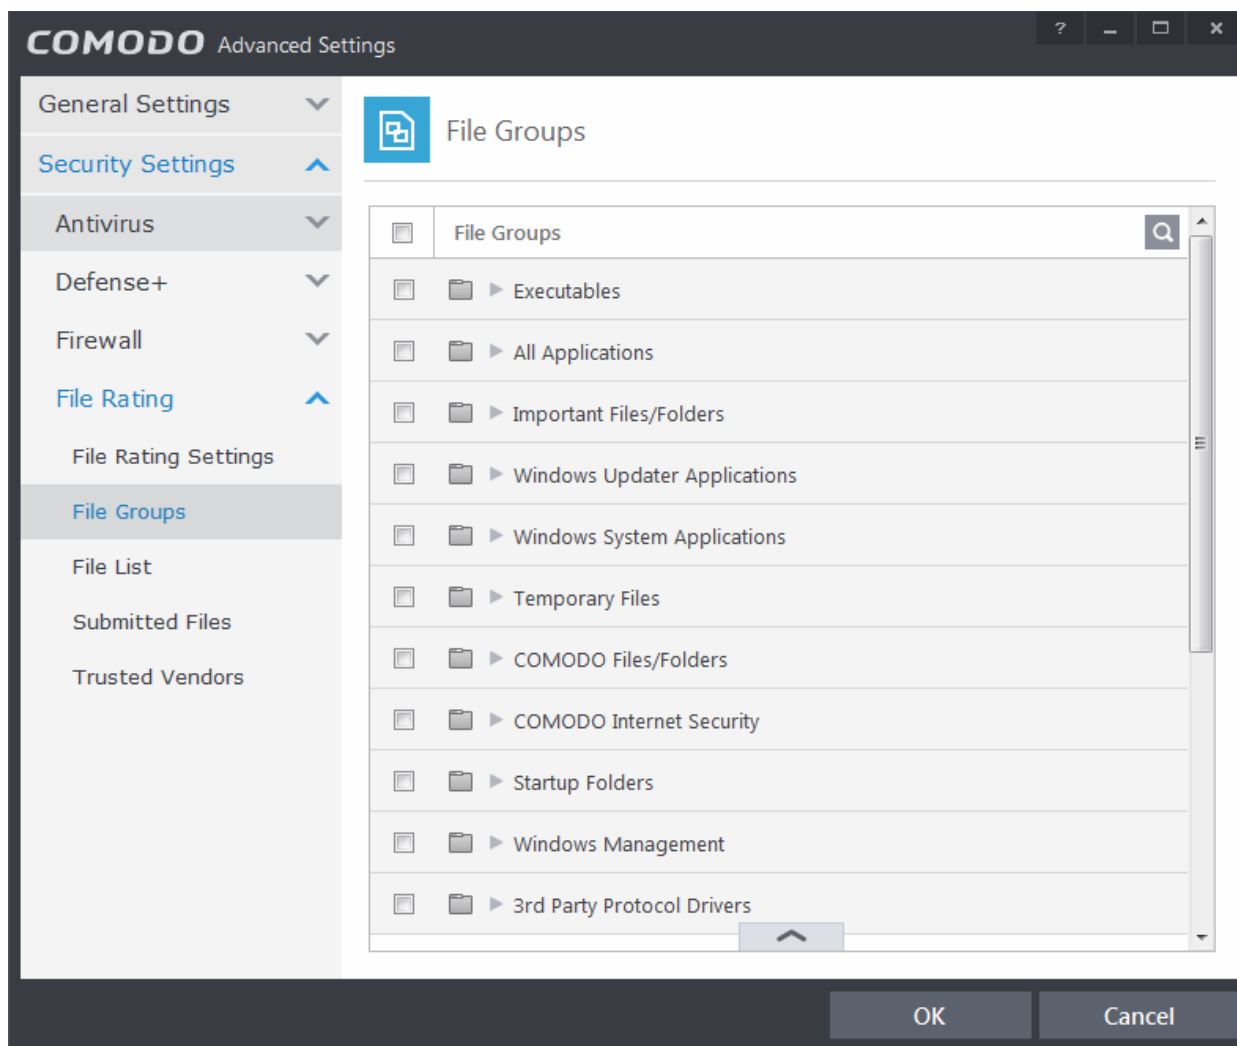 COMODO Advanced Settings
?
General Settings
Security Settings
Antivirus
Defense+
Firewall
File Rating
File Rating Settings
File Groups
File List
Submitted Files
Trusted Vendors
File Groups
File Groups
Executables
All Applications
Important Files/Folders
Windows Updater Applications
Windows System Applications
Temporary Files
COMODO Files/Folders
COMODO Internet Security
Startup Folders
Windows Management
3rd Party Protocol Drivers
OK
Cancel